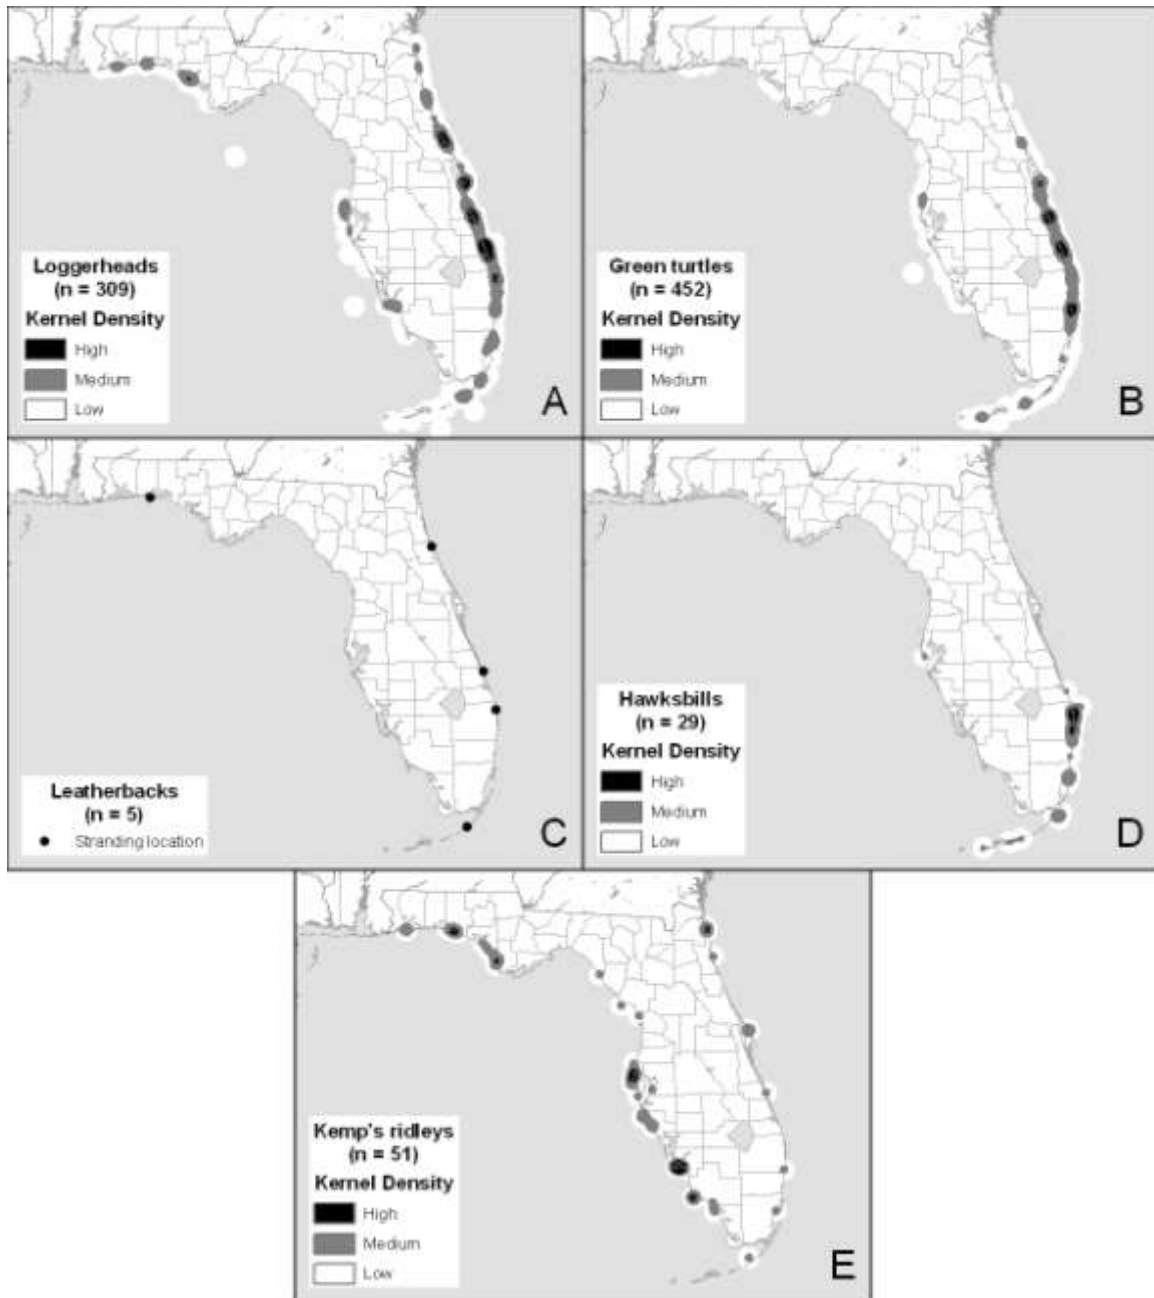 Loggerheads
(n = 309)
Kernel Density
High
Medium
Low
A
Green turtles
(n = 452)
Kernel Density
High
Medium
Low
B
Leatherbacks
(n = 5)
Stranding location
C
Hawksbills
(n = 29)
Kernel Density
High
Medium
Low
D
Kemp's ridleys
(n = 51)
Kernel Density
High
Medium
Low
E